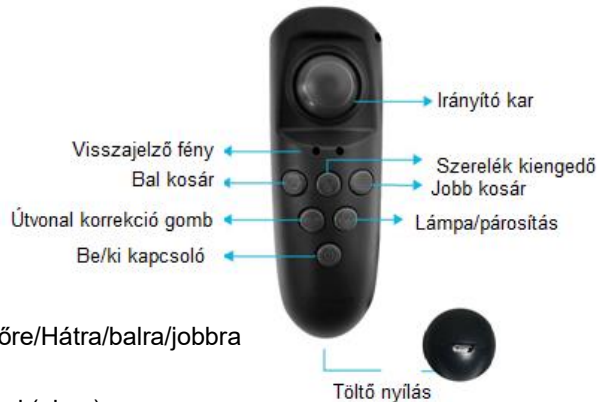 Irányító kar
Visszajelző fény
Szerelék kiengedő
Bal kosár
Jobb kosár
Útvonal korrekció gomb
Lámpa/párosítás
Be/ki kapcsoló
őre/Hátra/balra/jobbra
Töltő nyílás